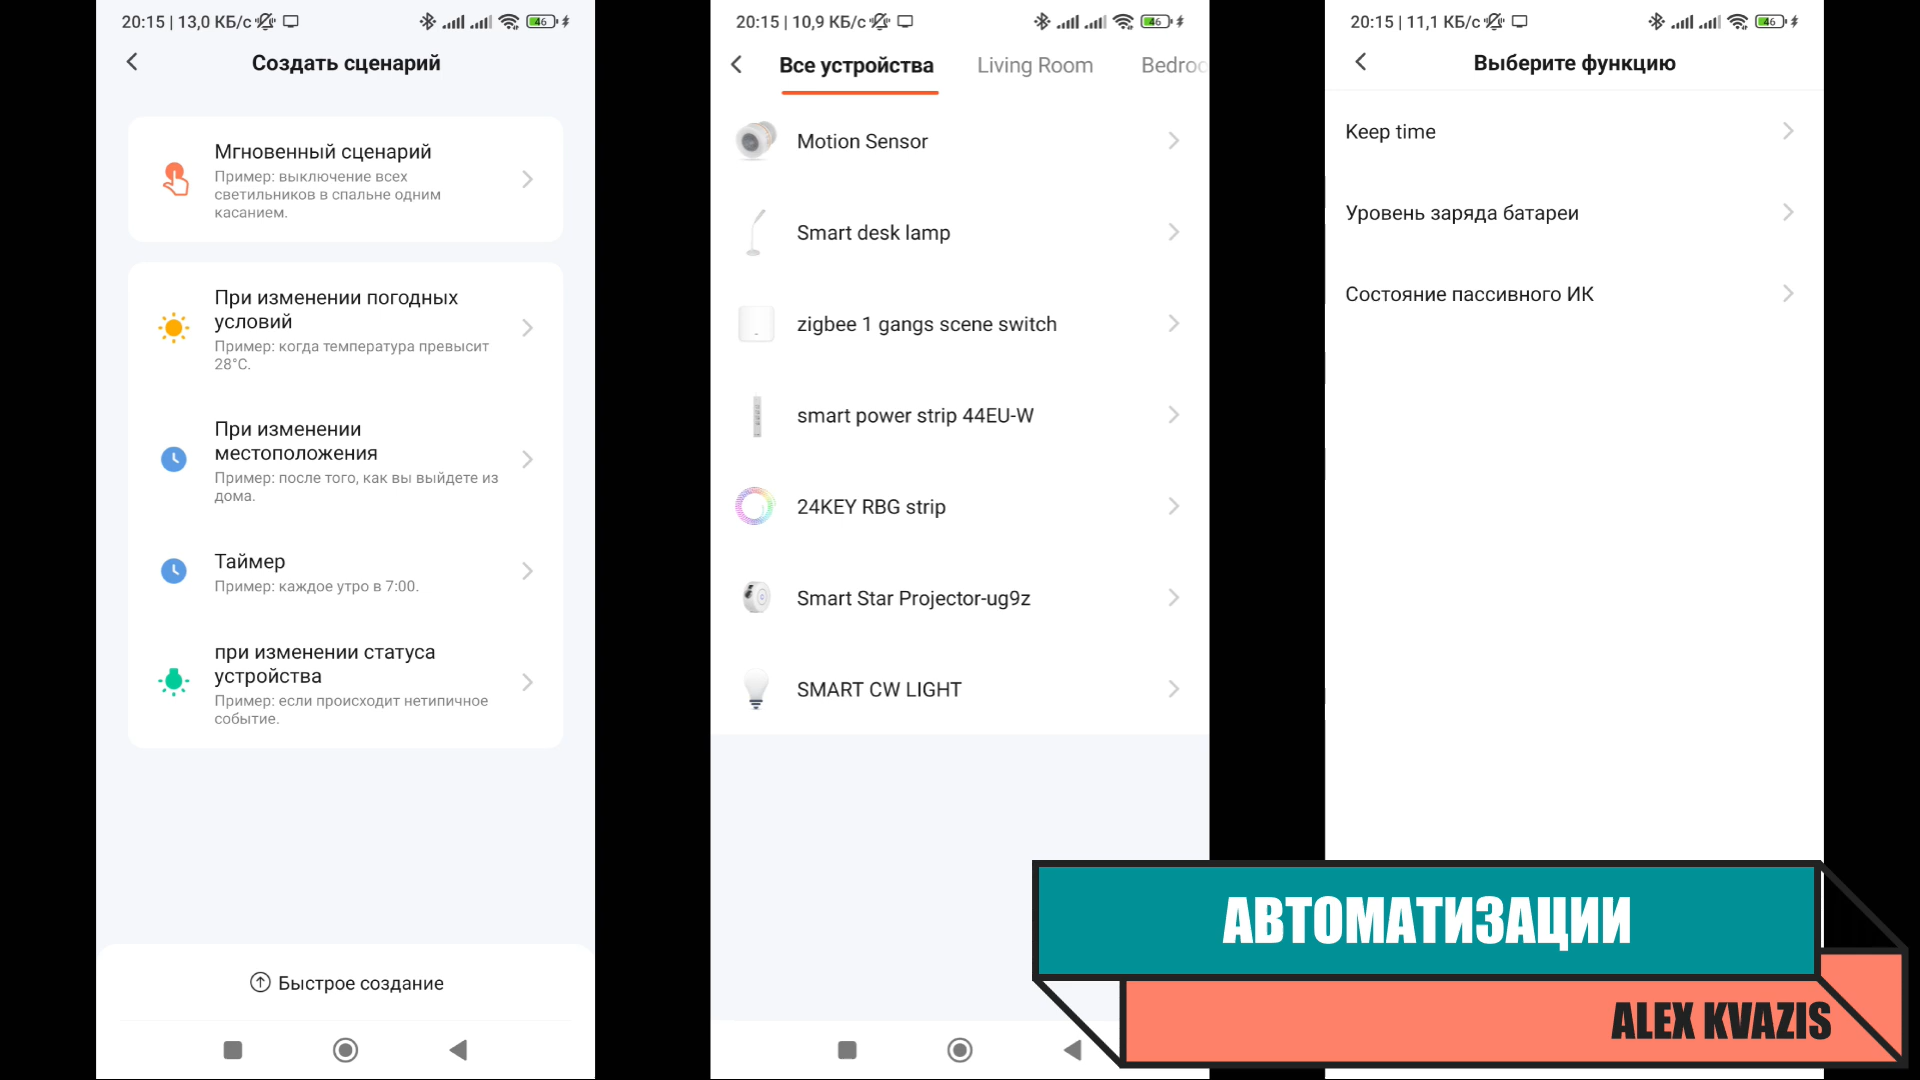 20:15 | 13,0 КБ/с
46
Создать сценарий
Мгновенный сценарий
Пример: выключение всех
светильников в спальне одним
касанием.
При изменении погодных
условий
Пример: когда температура превысит
28°C.
При изменении
местоположения
Пример: после того, как вы выйдете из
дома.
Таймер
Пример: каждое утро в 7:00.
при изменении статуса
устройства
Пример: если происходит нетипичное
событие.
Быстрое создание
20:15 | 10,9 КБ/с
46
Все устройства
Living Room
Bedroo
Motion Sensor
Smart desk lamp
zigbee 1 gangs scene switch
smart power strip 44EU-W
24KEY RBG strip
Smart Star Projector-ug9z
SMART CW LIGHT
20:15 | 11,1 КБ/с
46
Выберите функцию
Keep time
Уровень заряда батареи
Состояние пассивного ИК
АВТОМАТИЗАЦИИ
ALEX KVAZIS